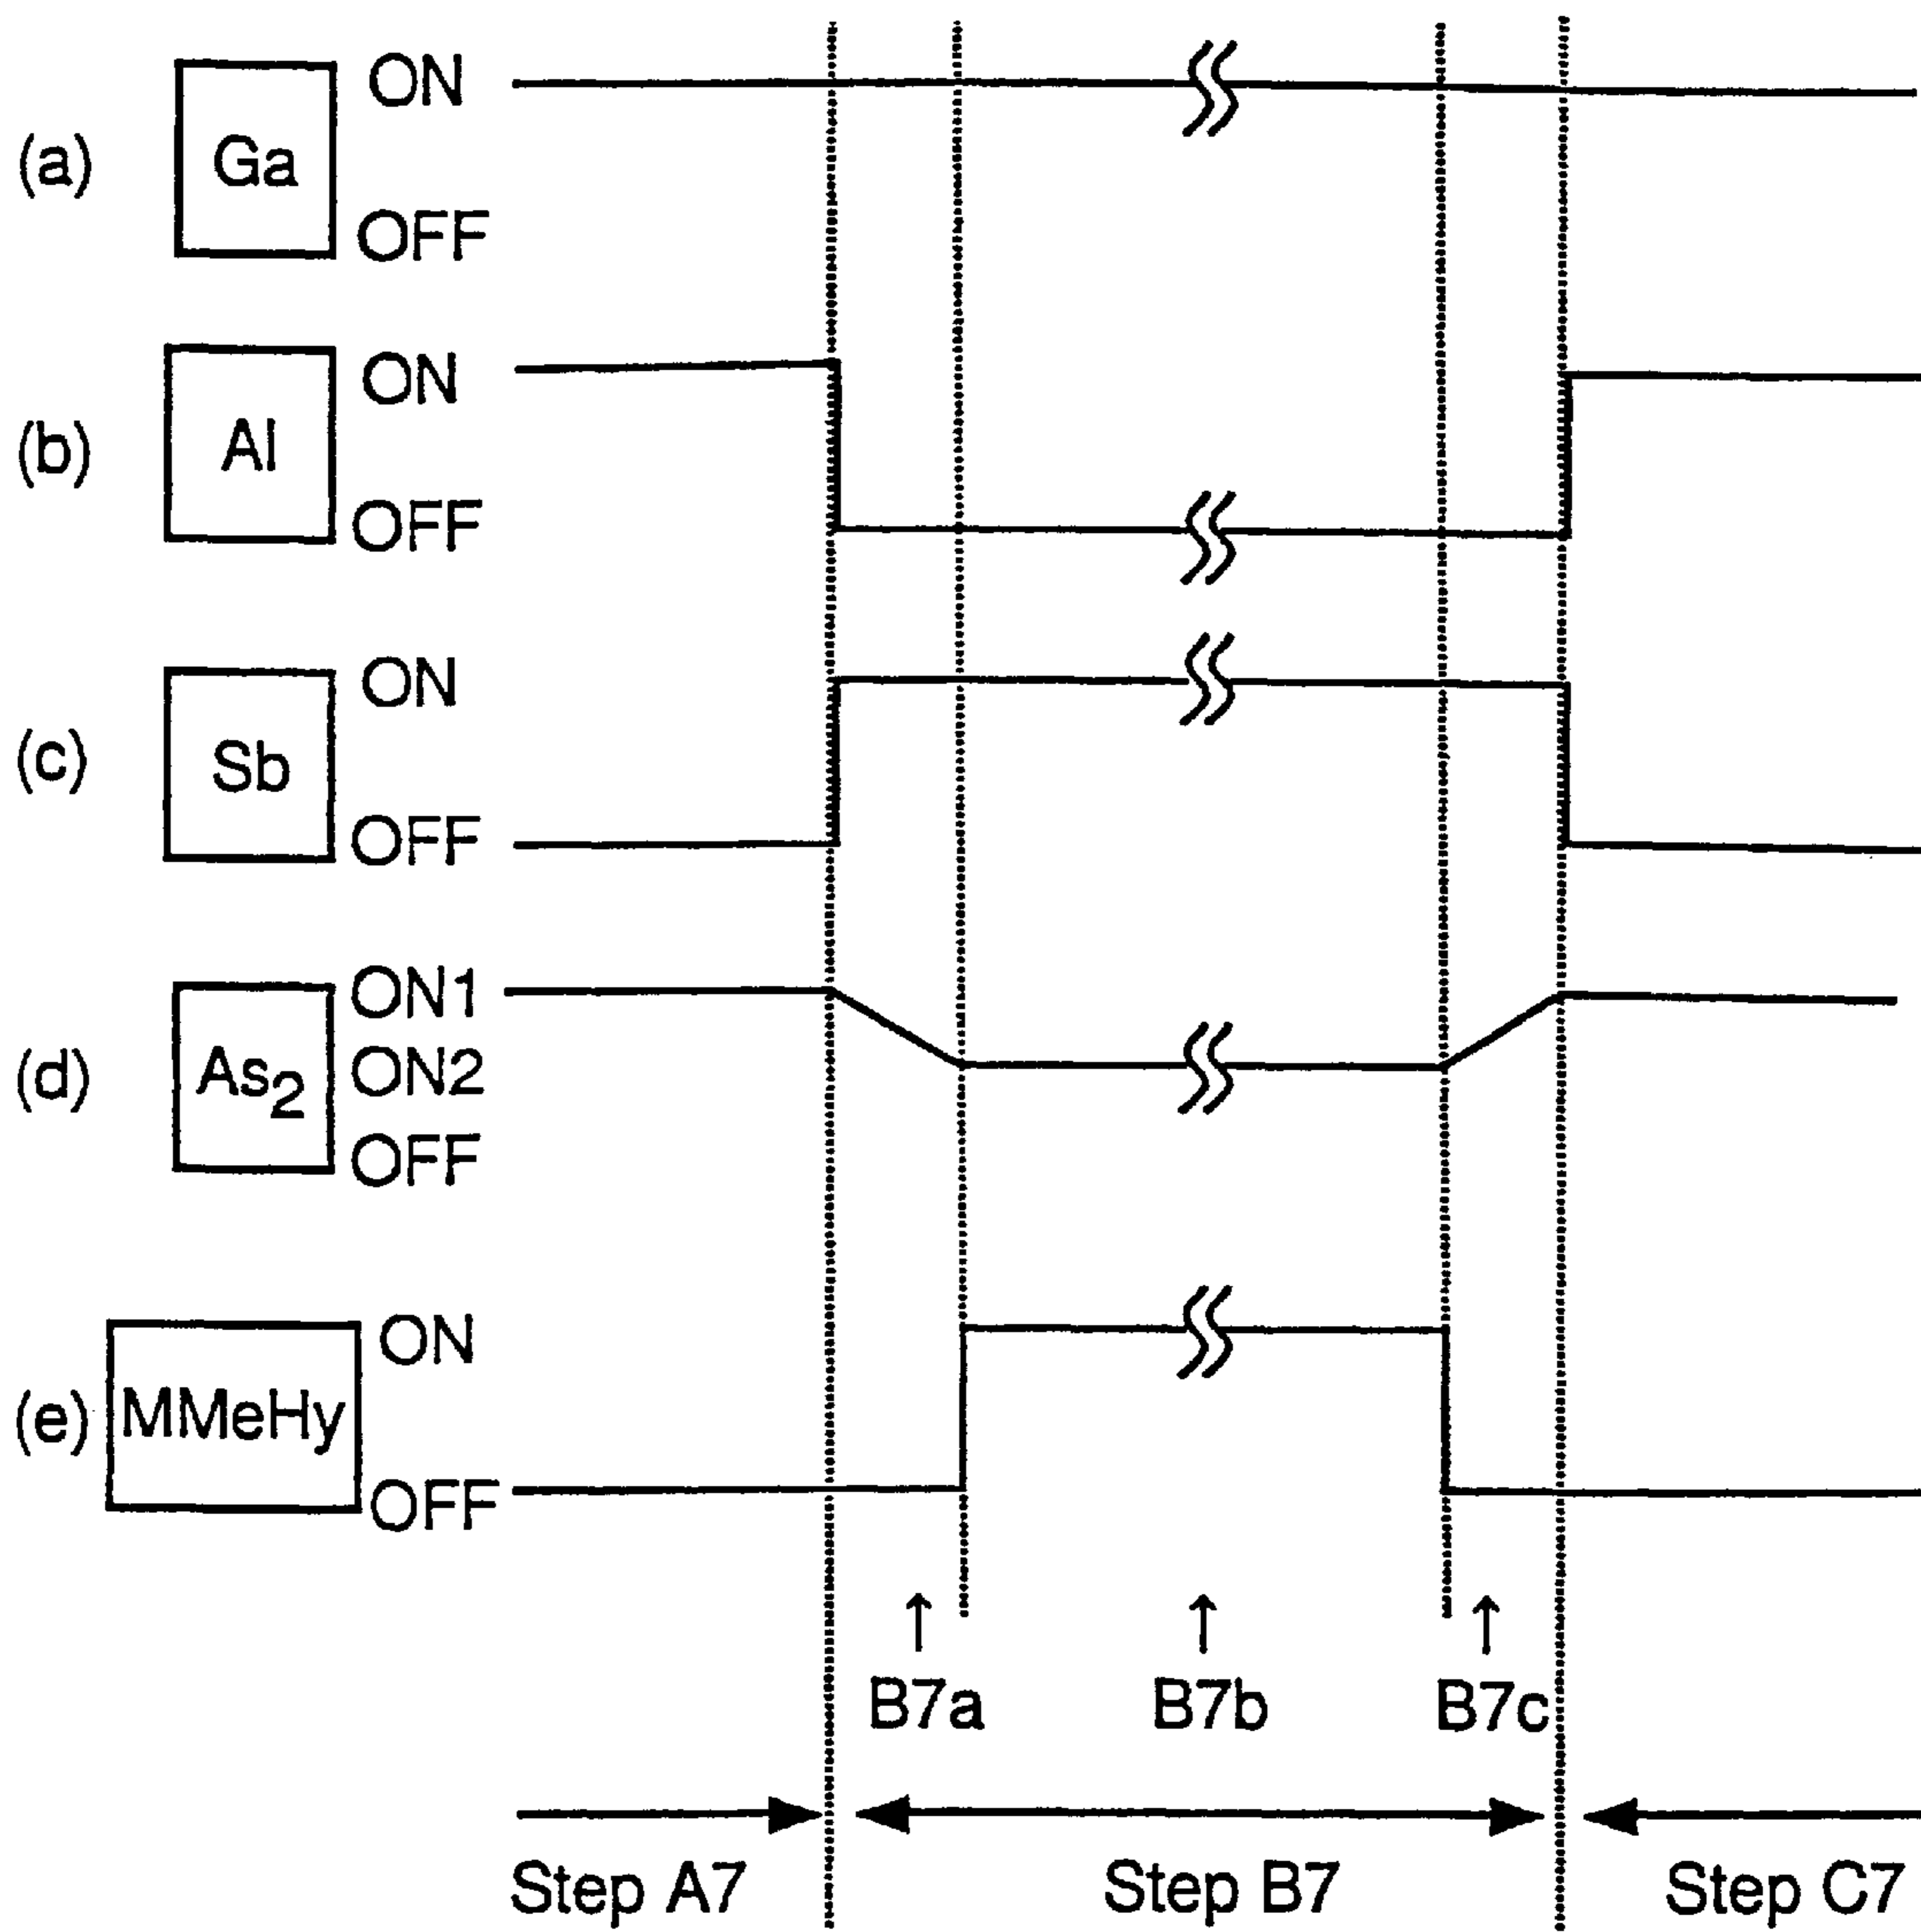 (a) Ga ON OFF
(b) Al ON OFF
(c) Sb ON OFF
(d) As2 ON1 ON2 OFF
(e) MMeHy ON OFF
↑ ↑ ↑
B7a B7b B7c
Step A7 Step B7 Step C7